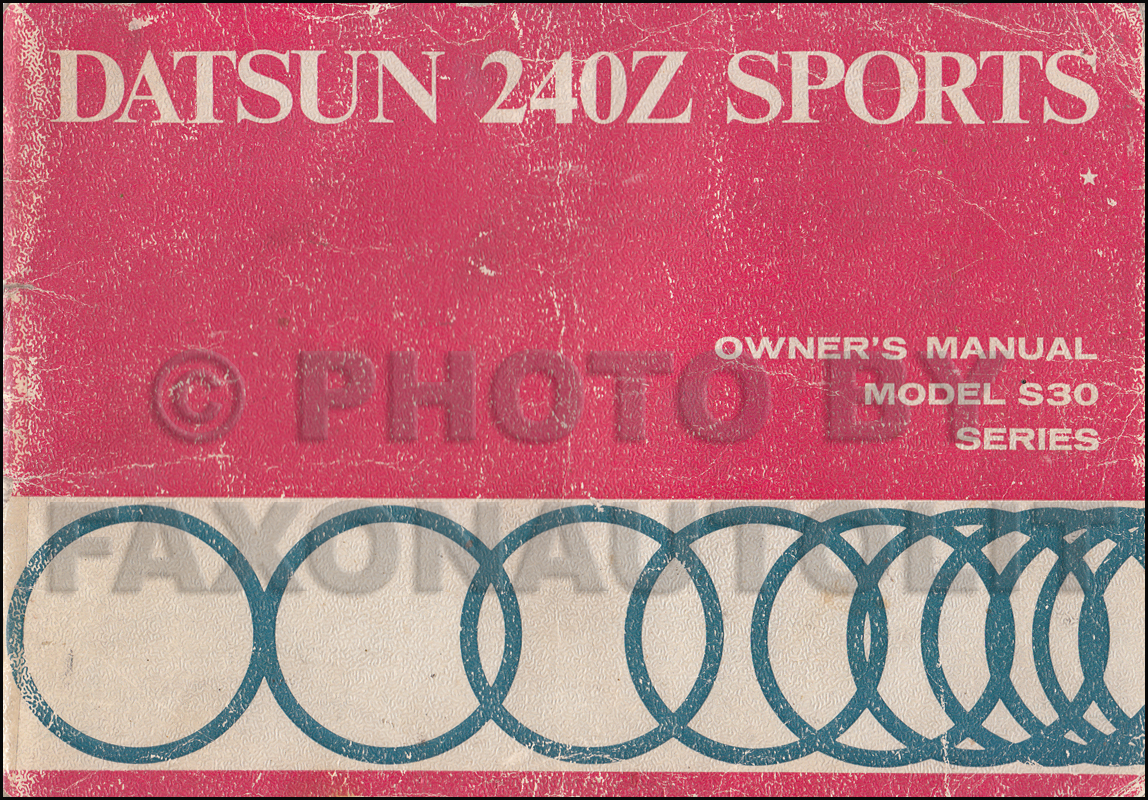 DATSUN 240Z SPORTS
OWNER'S MANUAL
MODEL S30
SERIES
© PHOTO BY
FAXONAUTOLIT